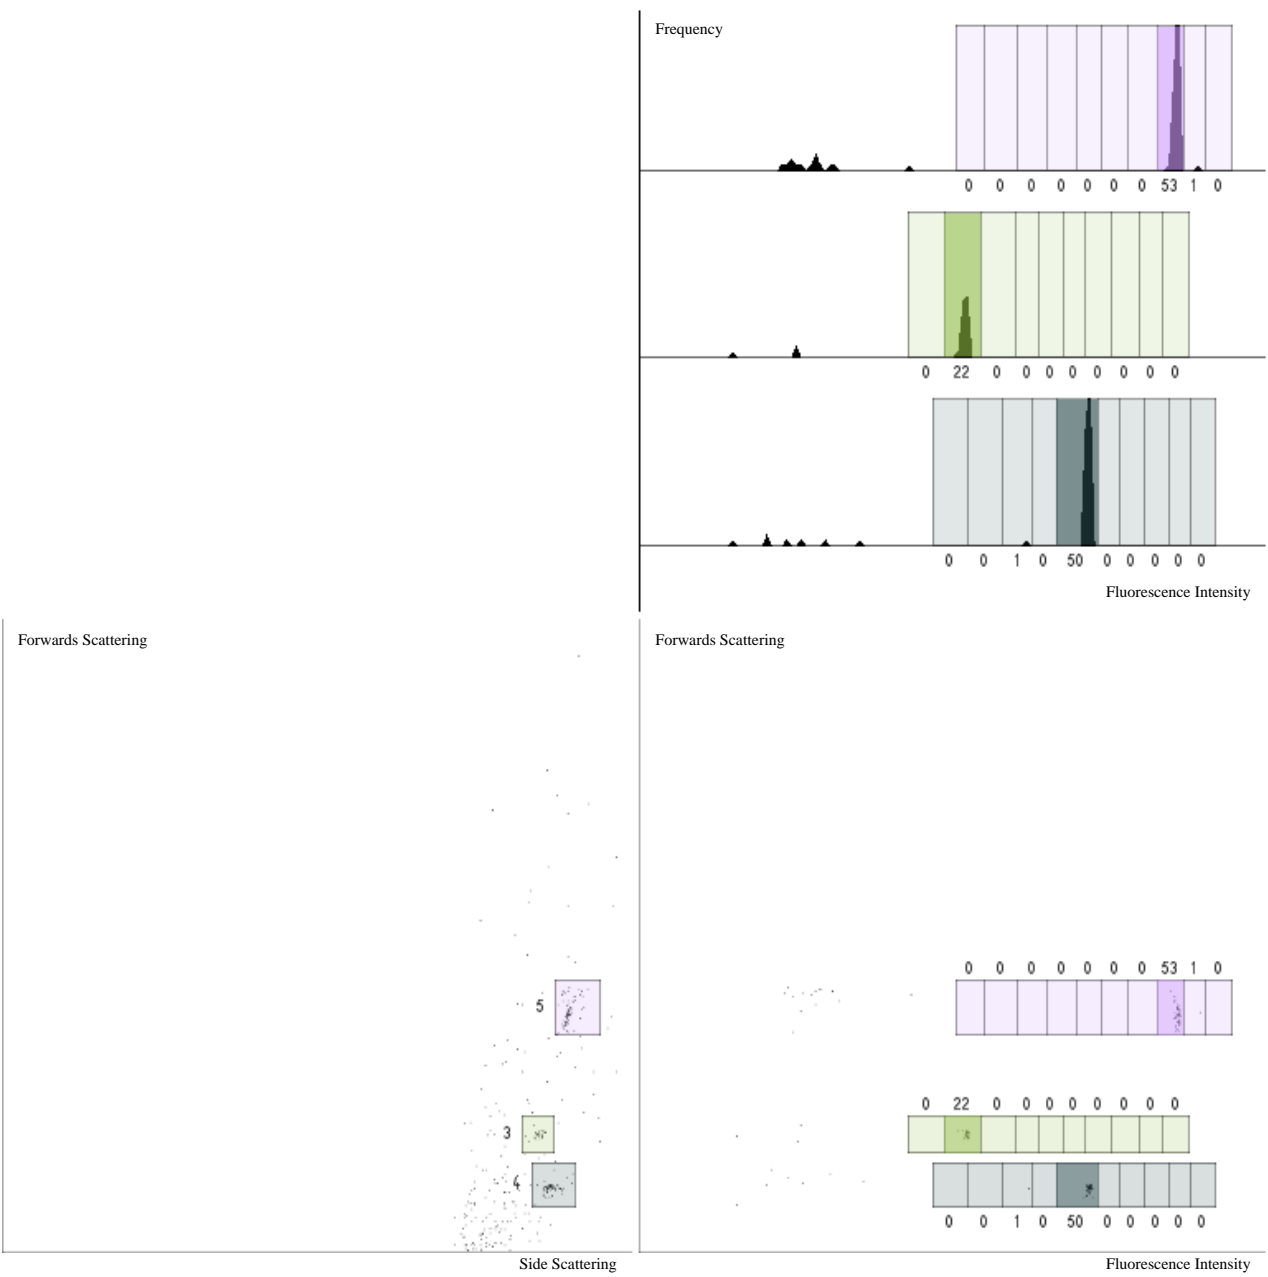 Frequency
0 0 0 0 0 0 0 53 1 0
0 22 0 0 0 0 0 0 0 0
0 0 1 0 50 0 0 0 0 0
Fluorescence Intensity
Forwards Scattering
5
3
4
Side Scattering
Forwards Scattering
0 0 0 0 0 0 0 53 1 0
0 22 0 0 0 0 0 0 0 0
0 0 1 0 50 0 0 0 0 0
Fluorescence Intensity